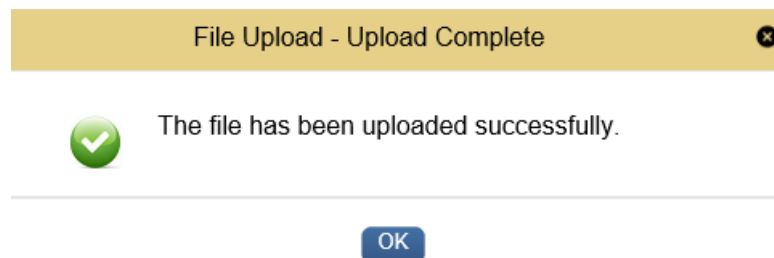 File Upload - Upload Complete
The file has been uploaded successfully.
OK